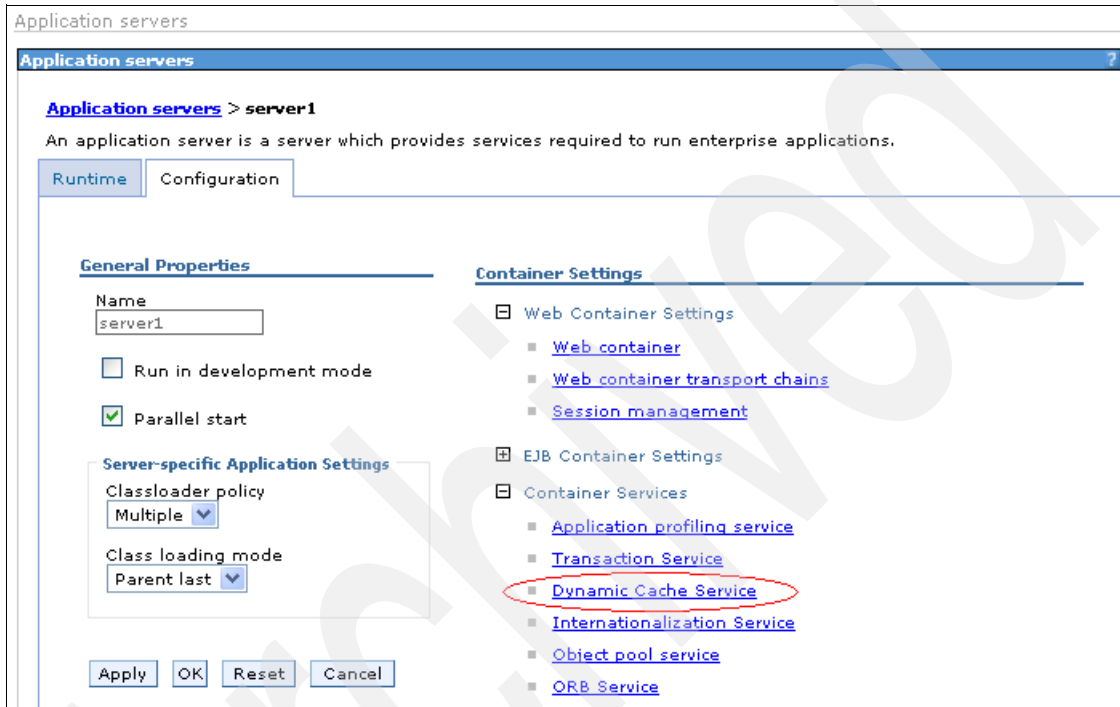 Application servers
Application servers ?
Application servers > server1
An application server is a server which provides services required to run enterprise applications.
Runtime Configuration
General Properties
Name
server1
Run in development mode
Parallel start
Server-specific Application Settings
Classloader policy
Multiple
Class loading mode
Parent last
Apply OK Reset Cancel
Container Settings
Web Container Settings
Web container
Web container transport chains
Session management
EJB Container Settings
Container Services
Application profiling service
Transaction Service
Dynamic Cache Service
Internationalization Service
Object pool service
ORB Service